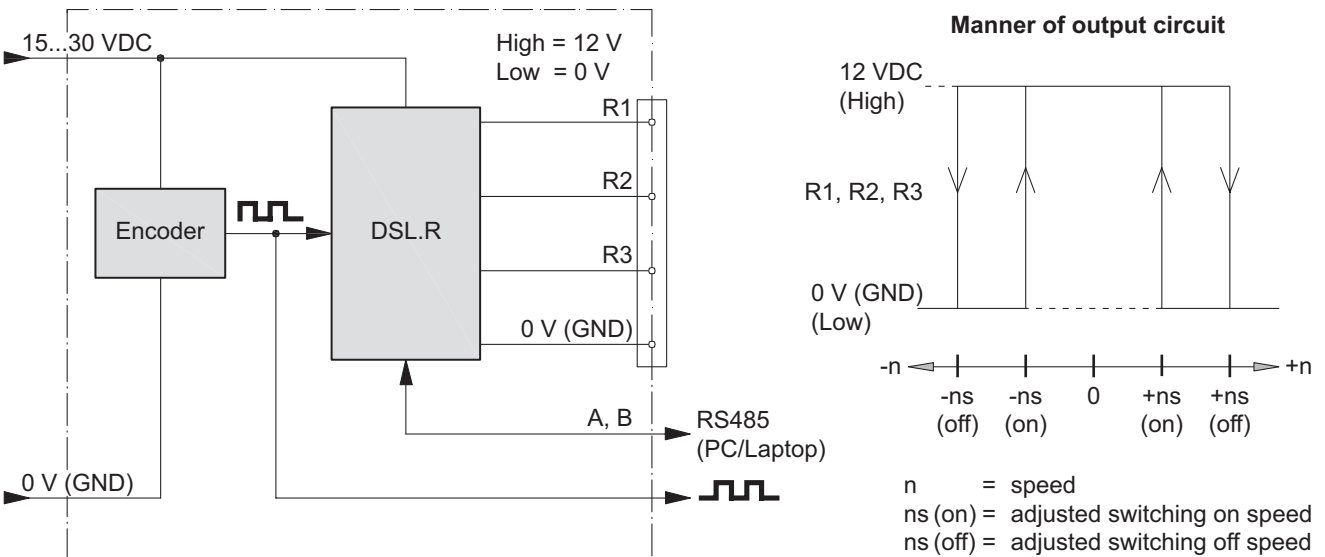 15...30 VDC
High = 12 V
Low = 0 V
R1
R2
Encoder
DSL.R
R3
0 V (GND)
A, B
RS485
(PC/Laptop)
0 V (GND)
Manner of output circuit
12 VDC
(High)
R1, R2, R3
0 V (GND)
(Low)
-n
+n
-ns -ns 0 +ns +ns
(off) (on) (on) (off)
n = speed
ns (on) = adjusted switching on speed
ns (off) = adjusted switching off speed